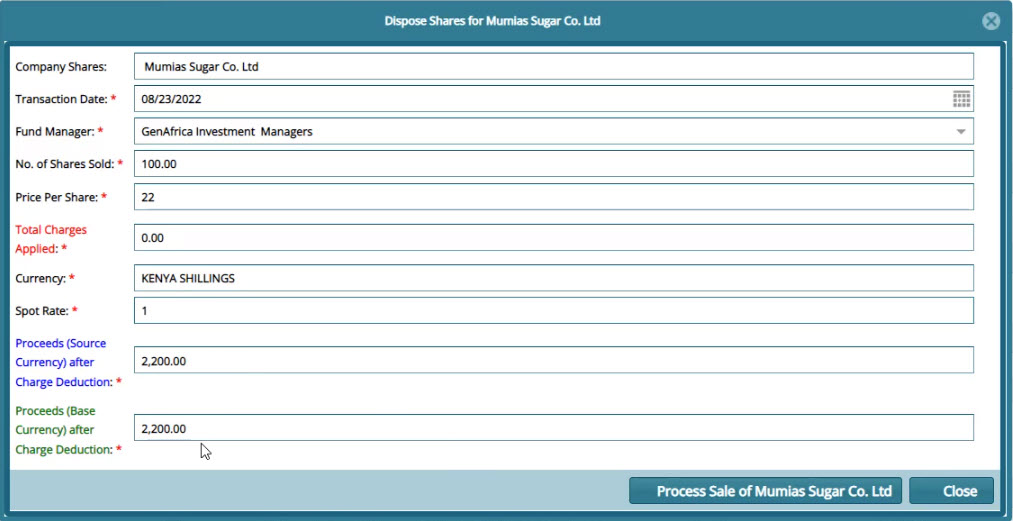 Dispose Shares for Mumias Sugar Co. Ltd
Company Shares: Mumias Sugar Co. Ltd
Transaction Date: * 08/23/2022
Fund Manager: * GenAfrica Investment Managers
No. of Shares Sold: * 100.00
Price Per Share: * 22
Total Charges
Applied: * 0.00
Currency: * KENYA SHILLINGS
Spot Rate: * 1
Proceeds (Source
Currency) after 2,200.00
Charge Deduction: *
Proceeds (Base
Currency) after 2,200.00
Charge Deduction: *
Process Sale of Mumias Sugar Co. Ltd Close